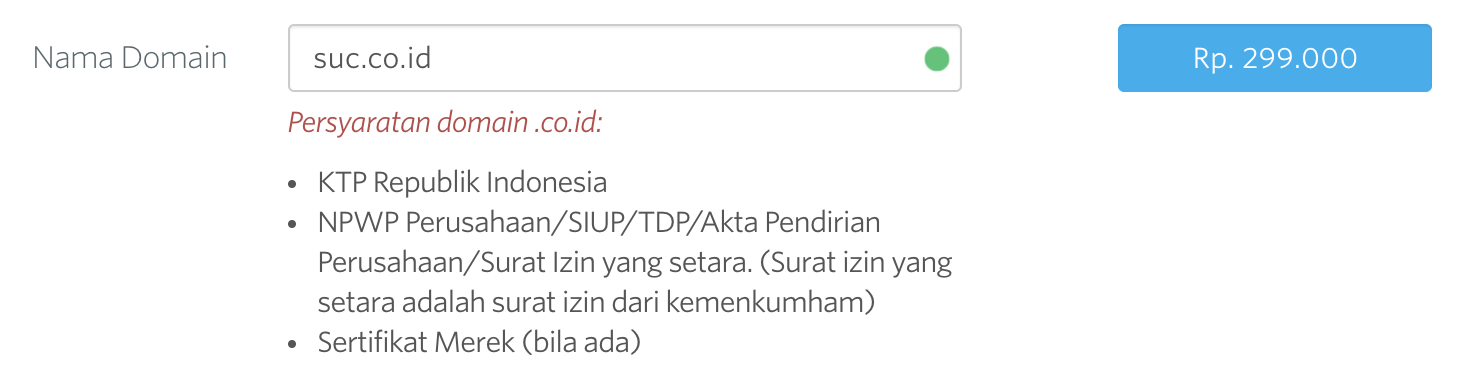 Nama Domain
suc.co.id
Rp. 299.000
Persyaratan domain .co.id:
• KTP Republik Indonesia
• NPWP Perusahaan/SIUP/TDP/Akta Pendirian
Perusahaan/Surat Izin yang setara. (Surat izin yang
setara adalah surat izin dari kemenkumham)
• Sertifikat Merek (bila ada)